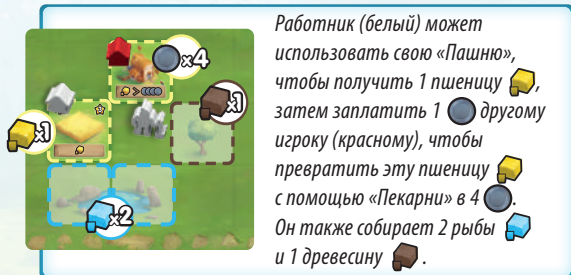 Работник (белый) может
использовать свою «Пашню»,
чтобы получить 1 пшеницу ,
затем заплатить 1 другому
игроку (красному), чтобы
превратить эту пшеницу
с помощью «Пекарни» в 4 .
Он также собирает 2 рыбы
и 1 древесину .
x4
x1
x1
x2